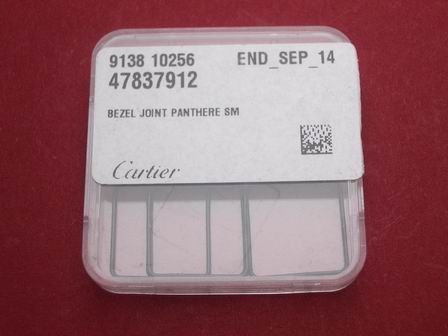 9138 10256 END_SEP_14
47837912
BEZEL JOINT PANTHERE SM
Cartier